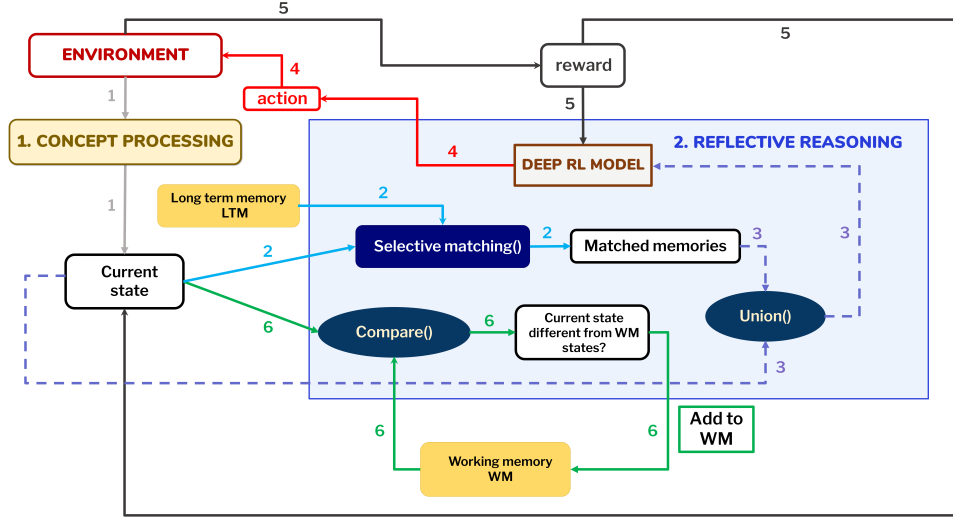 5
5
ENVIRONMENT
4
reward
1
action
5
1. CONCEPT PROCESSING
2. REFLECTIVE REASONING
4
DEEP RL MODEL
1
Long term memory
LTM
2
2
Selective matching()
2
Matched memories
3
3
Current
state
6
Compare()
6
Current state
different from WM
states?
Union()
3
6
6
Add to
WM
Working memory
WM